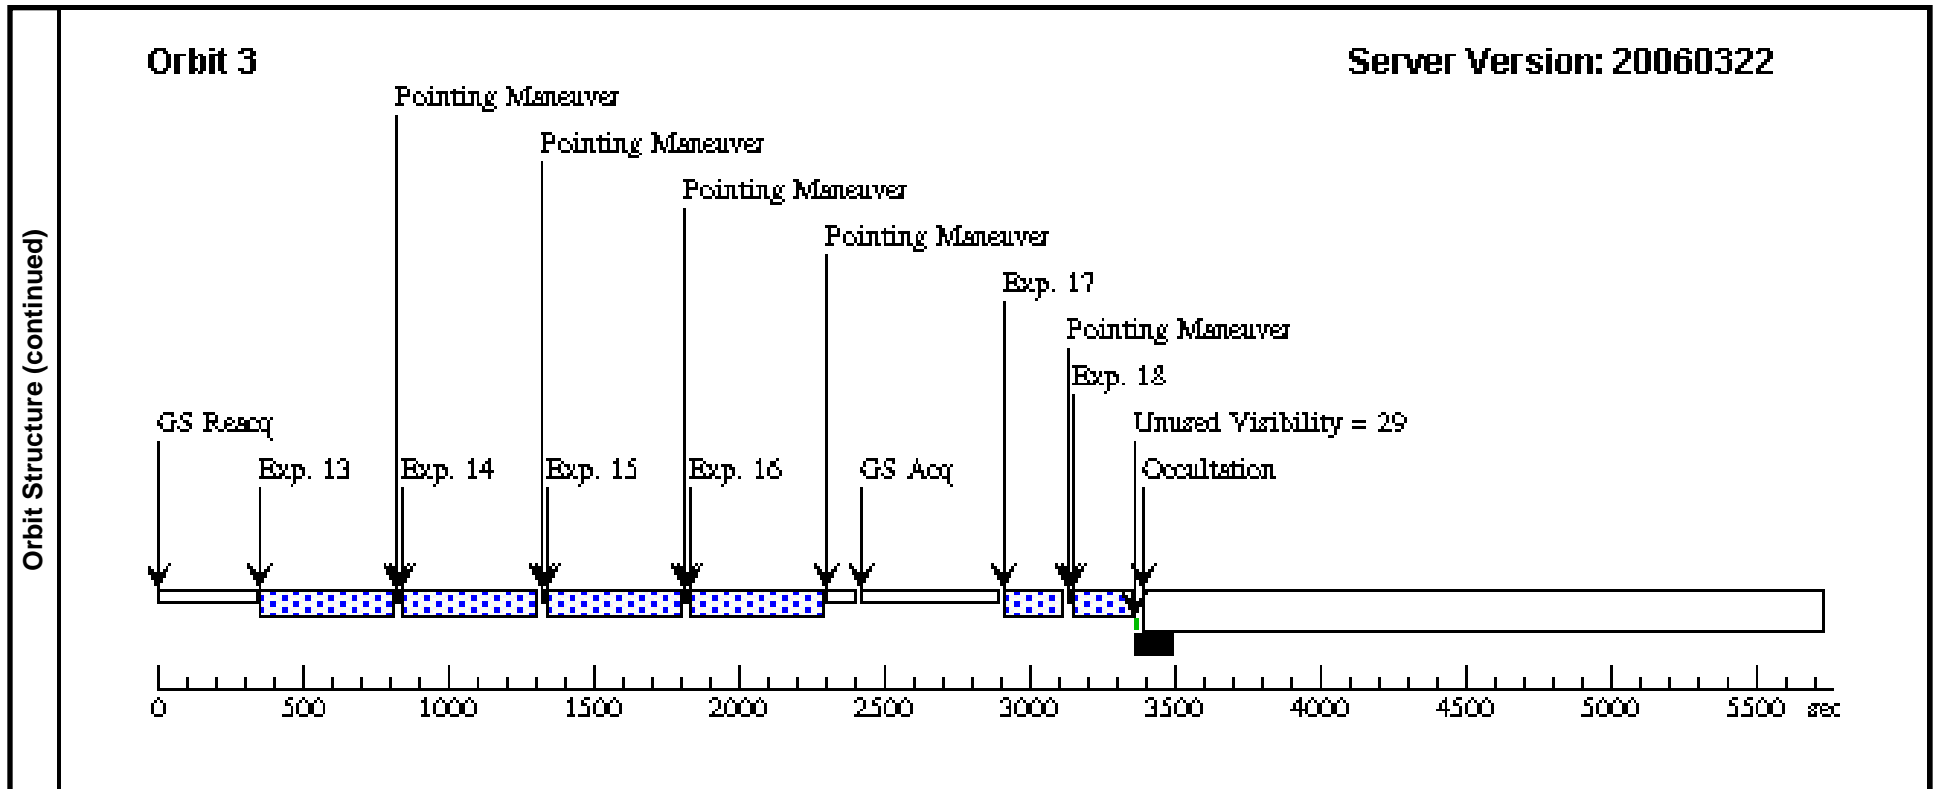 Orbit Structure (continued)
Orbit 3
Server Version: 20060322
Pointing Maneuver
Pointing Maneuver
Pointing Maneuver
Pointing Maneuver
Exp. 17
Pointing Maneuver
Exp. 18
GS Reacq
Unused Visibility = 29
Exp. 13
Exp. 14
Exp. 15
Exp. 16
GS Acq
Occultation
0 500 1000 1500 2000 2500 3000 3500 4000 4500 5000 5500 sec